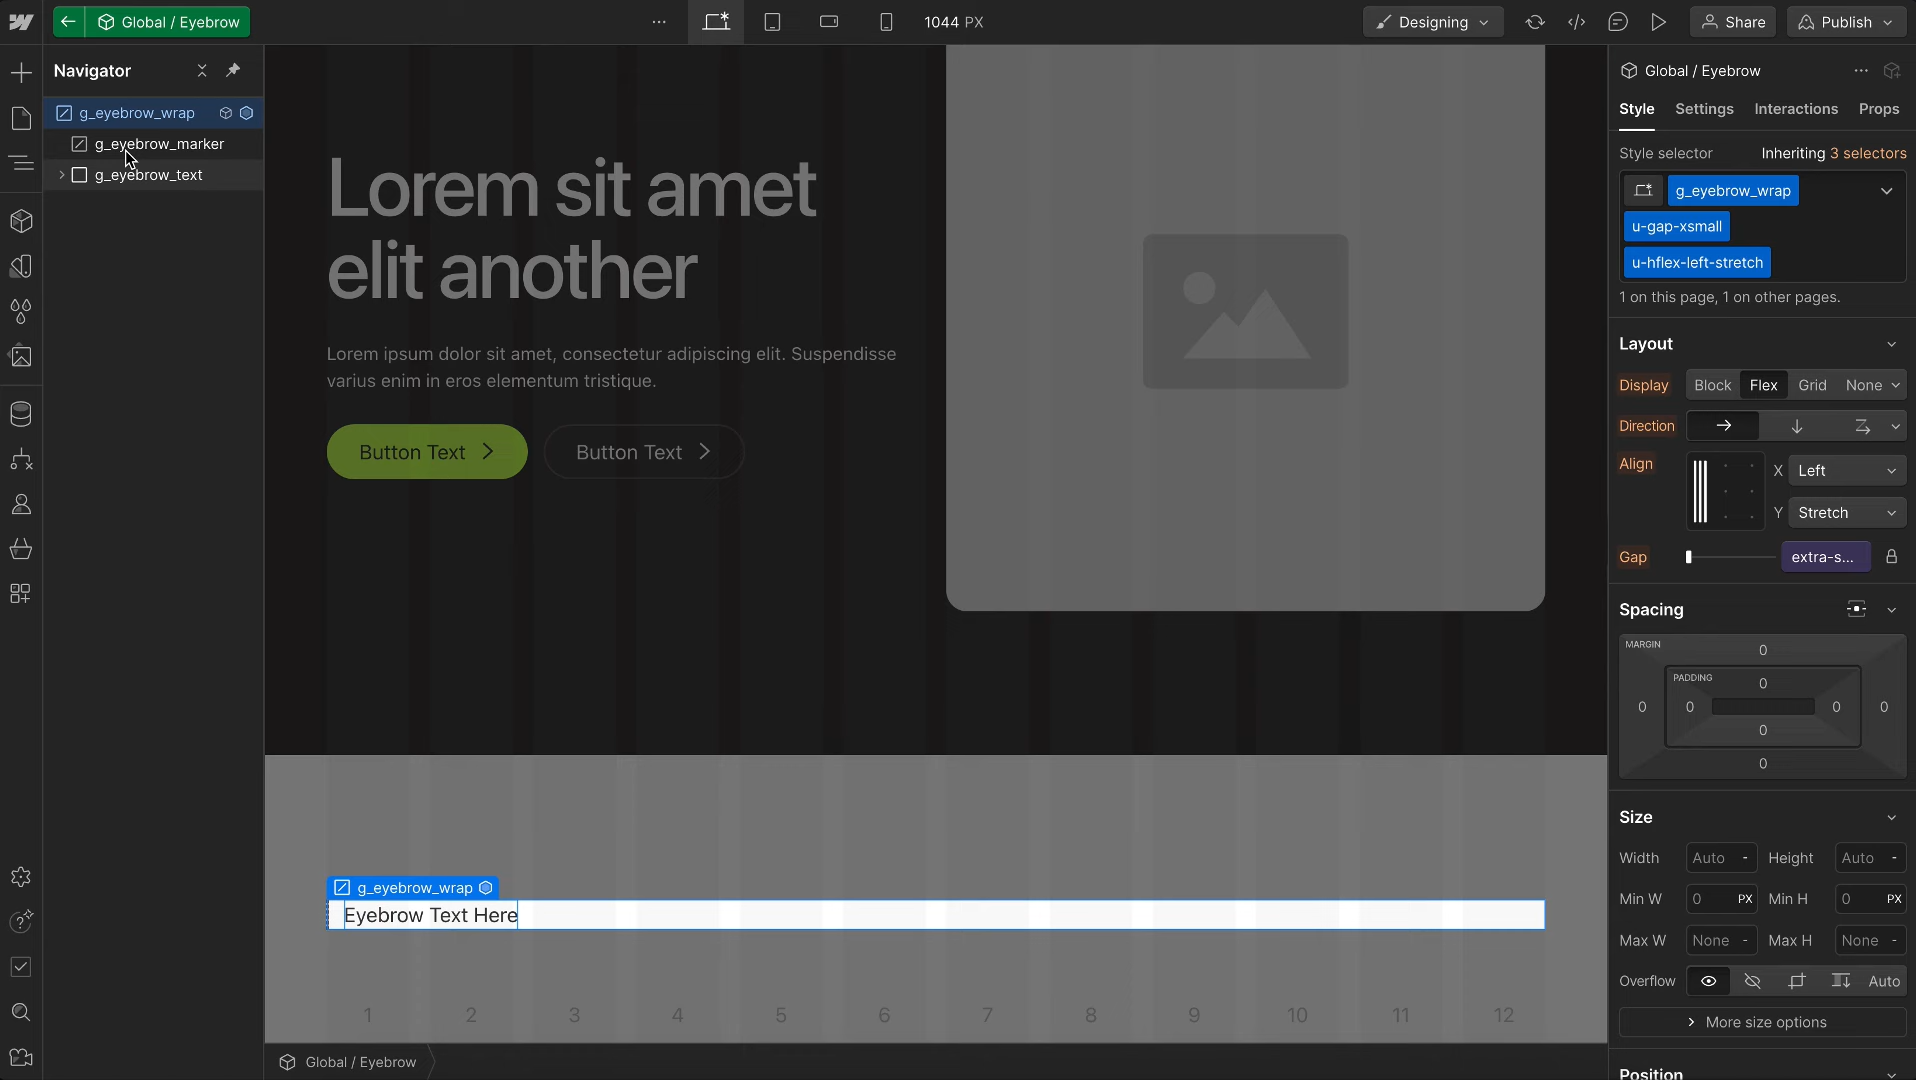 Global / Eyebrow
1044 PX
Designing
Share
Publish
Navigator
g_eyebrow_wrap
g_eyebrow_marker
g_eyebrow_text
Lorem sit amet
elit another
Lorem ipsum dolor sit amet, consectetur adipiscing elit. Suspendisse
varius enim in eros elementum tristique.
Button Text
Button Text
g_eyebrow_wrap
Eyebrow Text Here
1 2 3 4 5 6 7 8 9 10 11 12
Global / Eyebrow
Global / Eyebrow
Style Settings Interactions Props
Style selector Inheriting 3 selectors
g_eyebrow_wrap
u-gap-xsmall
u-hflex-left-stretch
1 on this page, 1 on other pages.
Layout
Display Block Flex Grid None
Direction
Align X Left
Y Stretch
Gap extra-s...
Spacing
MARGIN
0
PADDING
0
0 0 0 0
0
0
Size
Width Auto - Height Auto -
Min W 0 PX Min H 0 PX
Max W None - Max H None -
Overflow Auto
More size options
Position